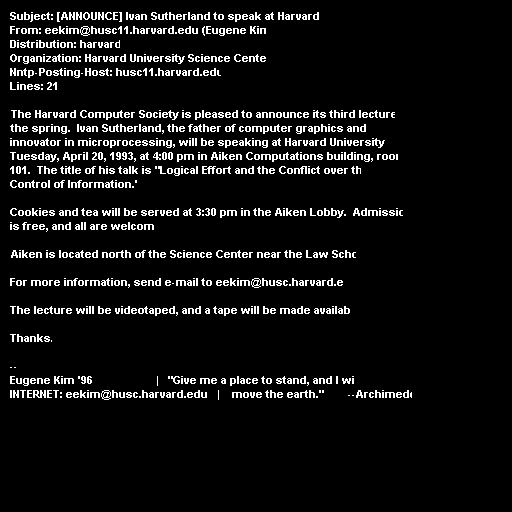 Subject: [ANNOUNCE] Ivan Sutherland to speak at Harvard
From: eekim@husc11.harvard.edu (Eugene Kim
Distribution: harvard
Organization: Harvard University Science Cente
Nntp-Posting-Host: husc11.harvard.edu
Lines: 21
The Harvard Computer Society is pleased to announce its third lecture
the spring. Ivan Sutherland, the father of computer graphics and
innovator in microprocessing, will be speaking at Harvard University
Tuesday, April 20, 1993, at 4:00 pm in Aiken Computations building, room
101. The title of his talk is "Logical Effort and the Conflict over th
Control of Information."
Cookies and tea will be served at 3:30 pm in the Aiken Lobby. Admissio
is free, and all are welcom
Aiken is located north of the Science Center near the Law Scho
For more information, send e-mail to eekim@husc.harvard.e
The lecture will be videotaped, and a tape will be made availab
Thanks.
--
Eugene Kim '96 | "Give me a place to stand, and I wi
INTERNET: eekim@husc.harvard.edu | move the earth." --Archimede